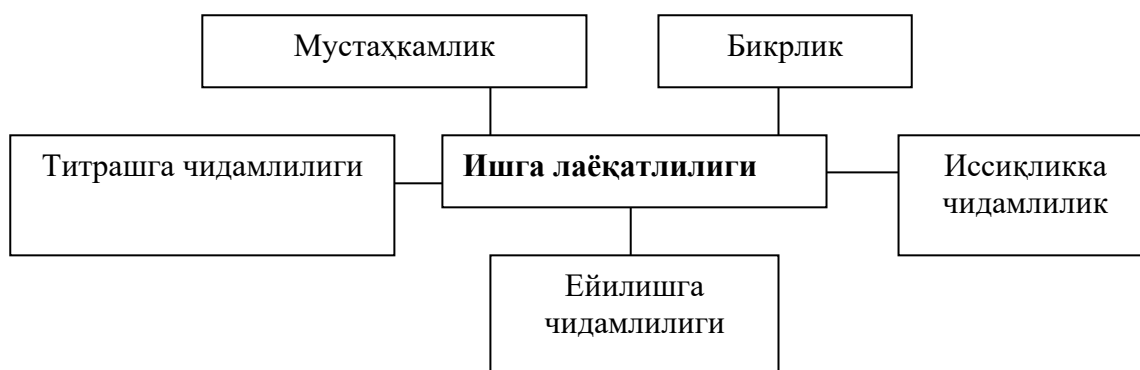 Мустаҳкамлик
Бикрлик
Титрашга чидамлилиги
Ишга лаёқатлилиги
Иссиқликка
чидамлилик
Ейилишга
чидамлилиги